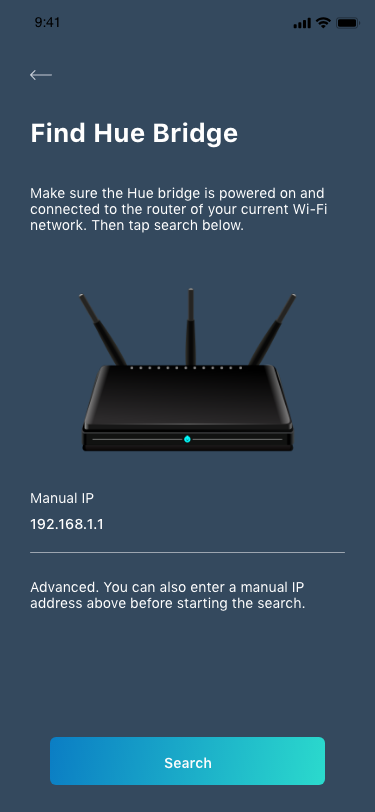 9:41
Find Hue Bridge
Make sure the Hue bridge is powered on and
connected to the router of your current Wi-Fi
network. Then tap search below.
Manual IP
192.168.1.1
Advanced. You can also enter a manual IP
address above before starting the search.
Search